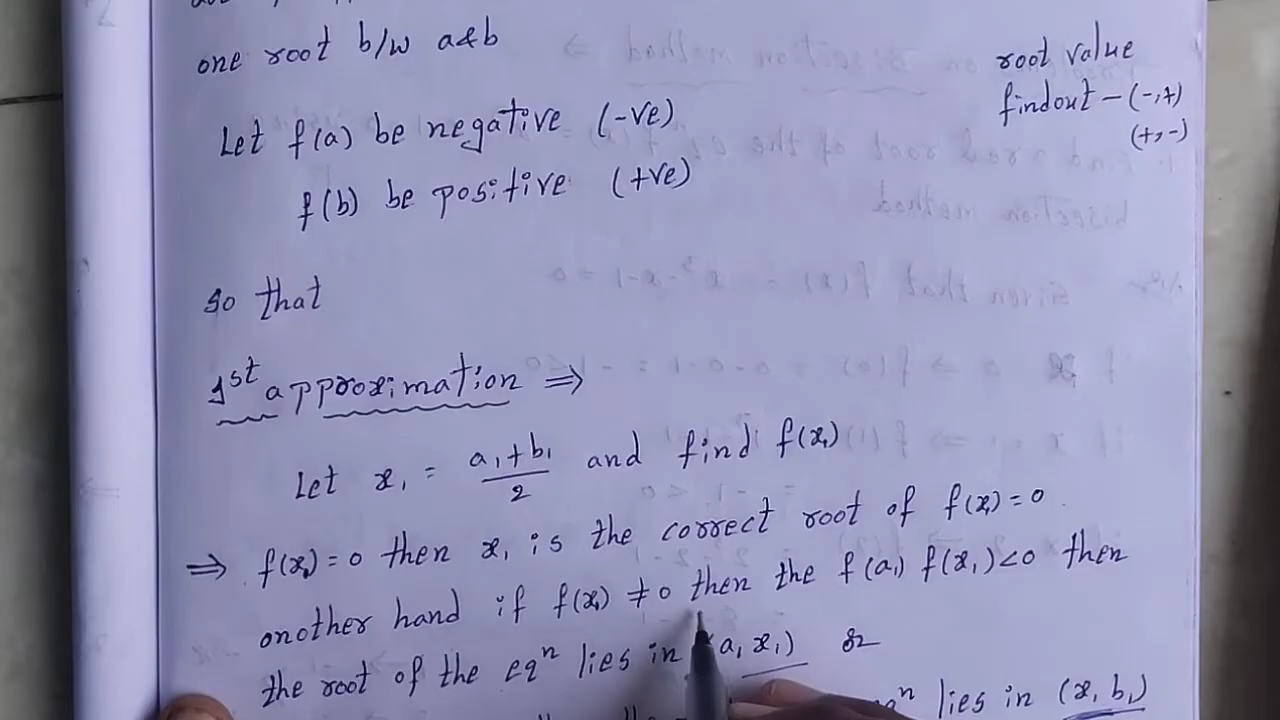 one root b/w a&b
root value
findout - (-,+)
(+,-)
Let f(a) be negative (-ve)
f(b) be positive (+ve)
so that
1st approximation ⇒
Let x₁ = (a₁+b₁)/2 and find f(x₁)
⇒ f(x₁)=0 then x₁ is the correct root of f(x)=0
onother hand if f(x₁) ≠0 then the f(a₁) f(x₁)<0 then
the root of the eqⁿ lies in (a, x₁) or
lies in (x, b₁)